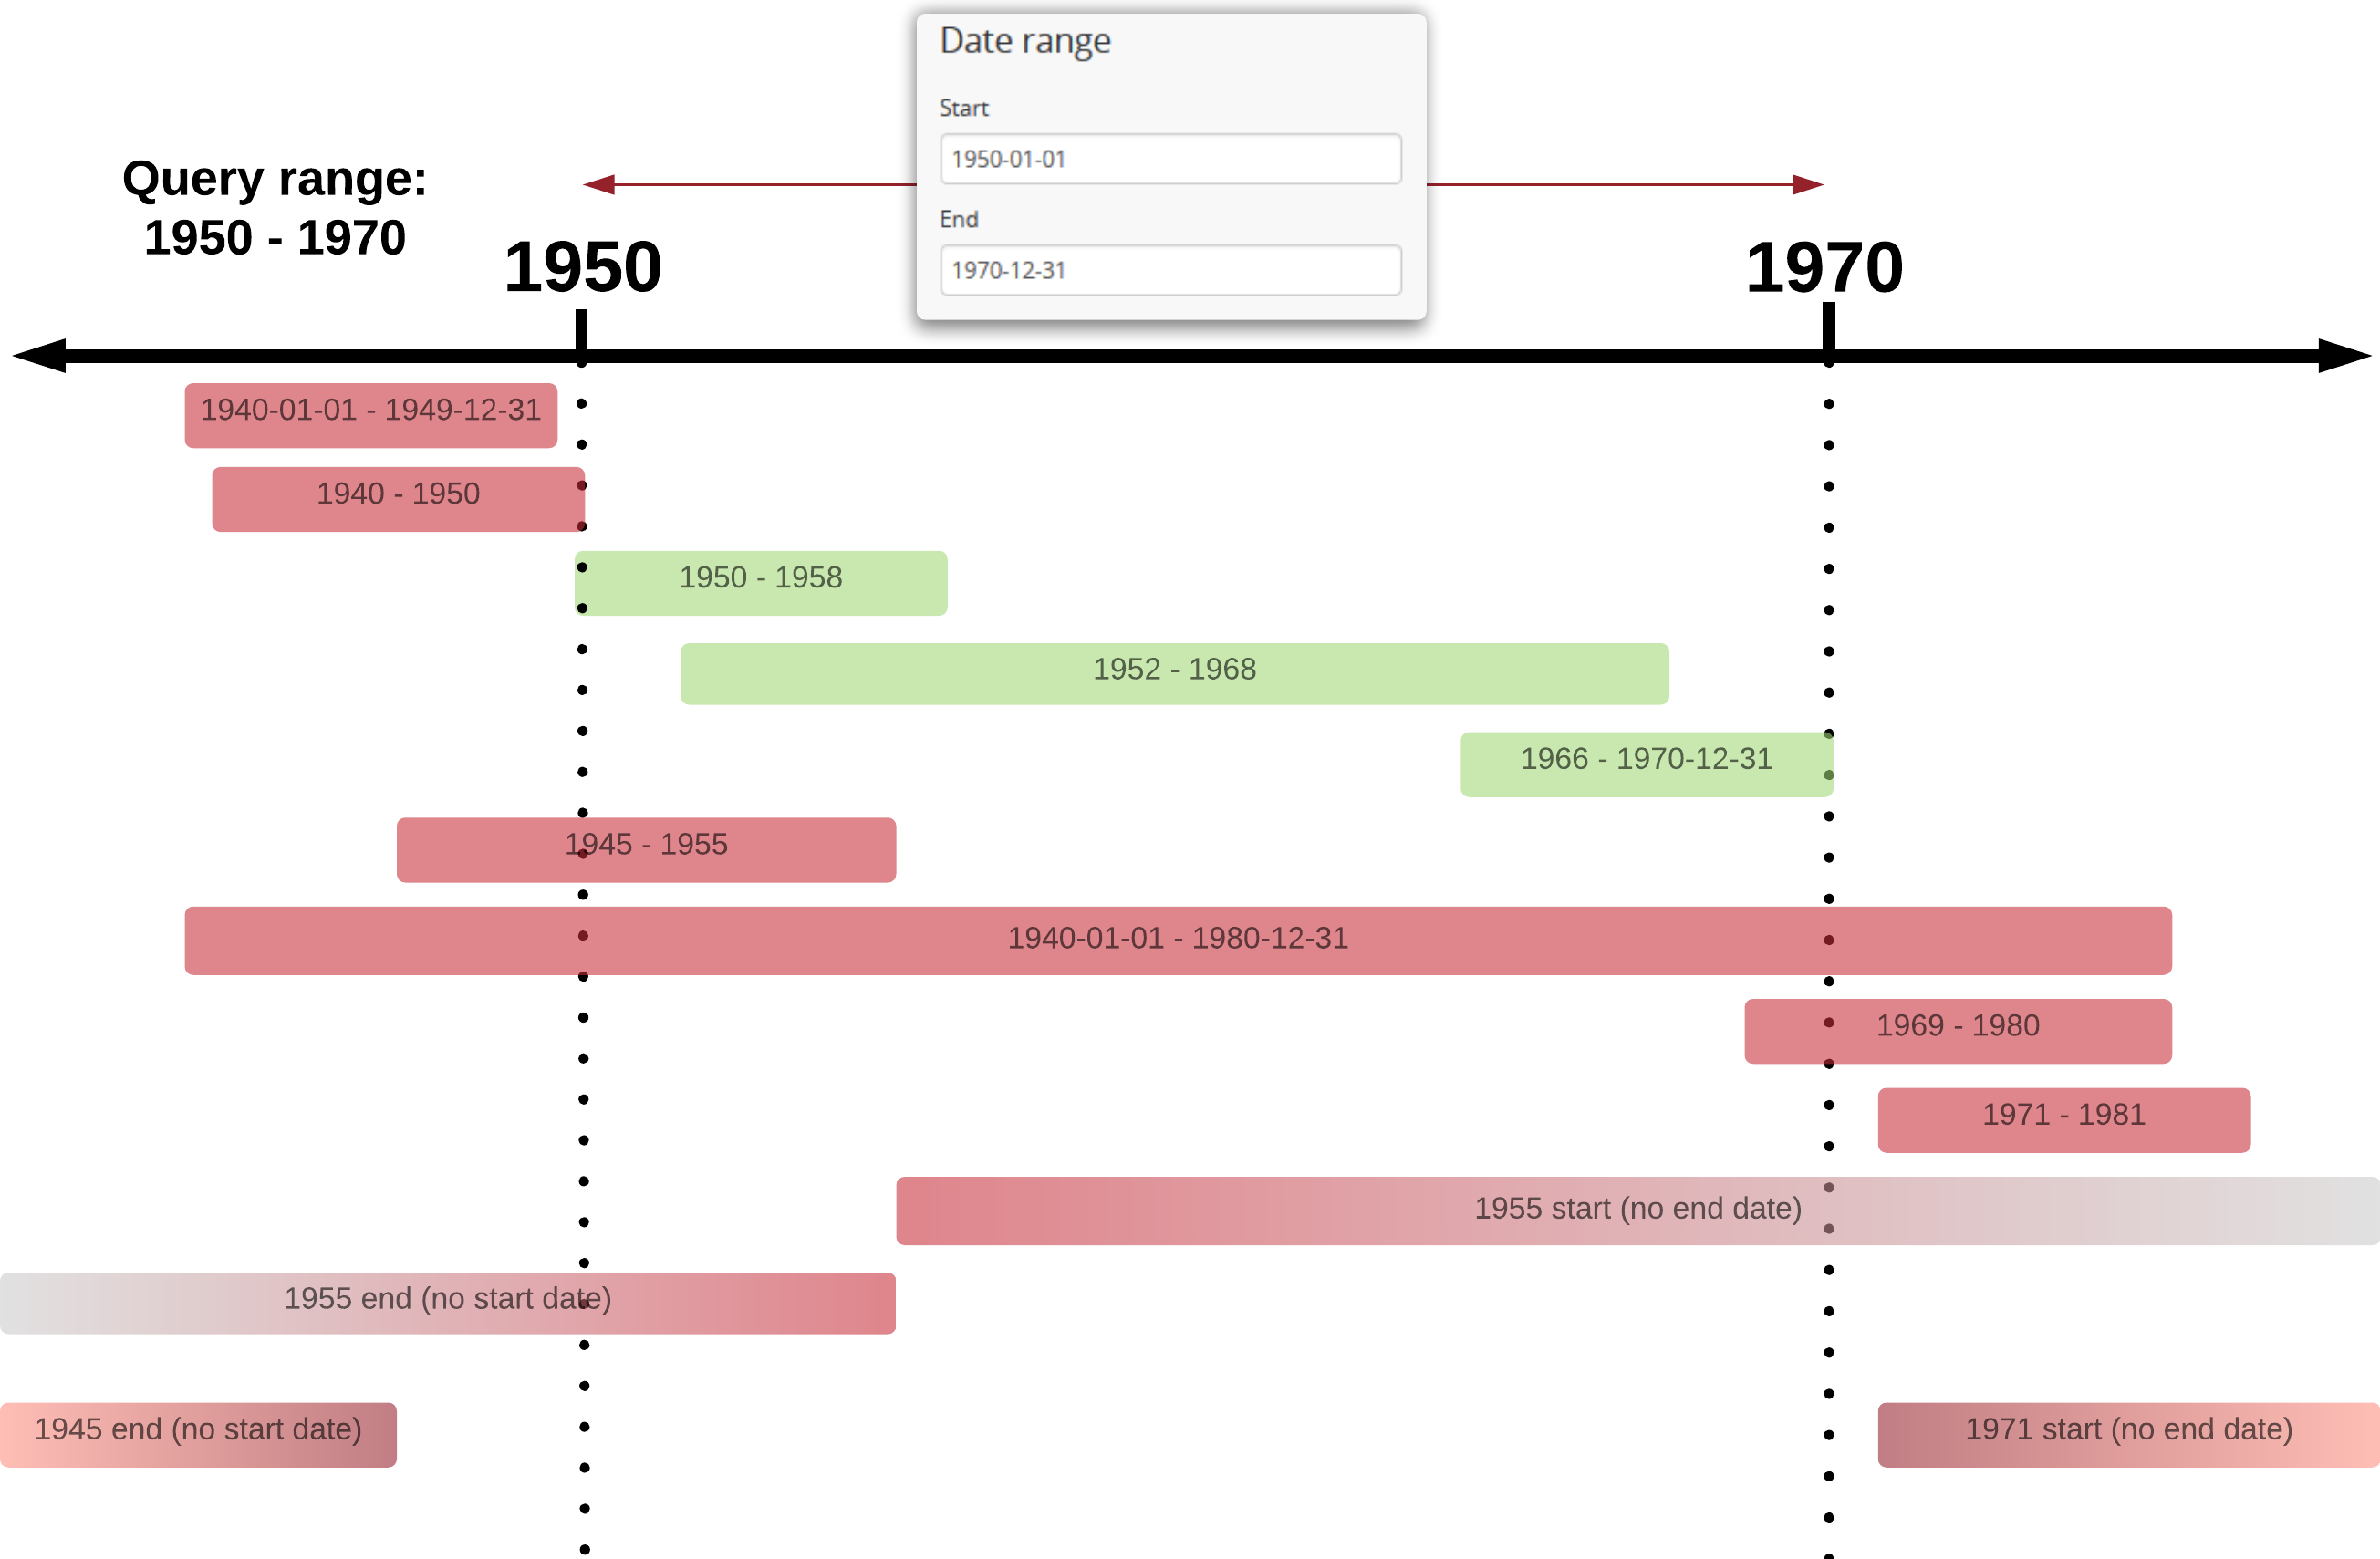 Date range
Start
1950-01-01
End
1970-12-31
Query range:
1950 - 1970
1950
1970
1940-01-01 - 1949-12-31
1940 - 1950
1950 - 1958
1952 - 1968
1966 - 1970-12-31
1945 - 1955
1940-01-01 - 1980-12-31
1969 - 1980
1971 - 1981
1955 start (no end date)
1955 end (no start date)
1945 end (no start date)
1971 start (no end date)